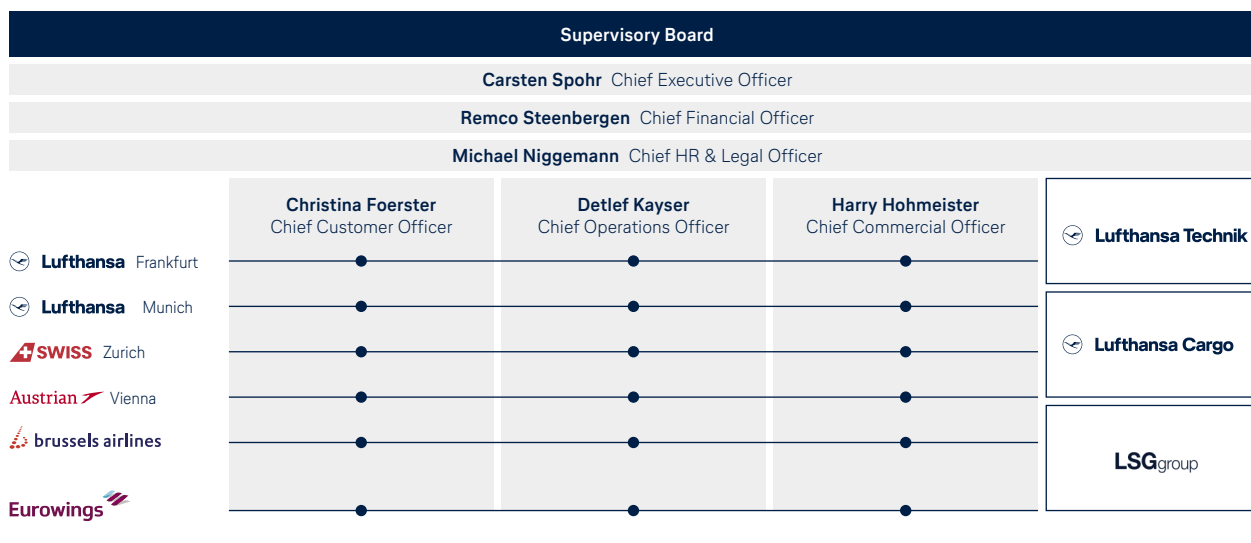 Supervisory Board
Carsten Spohr Chief Executive Officer
Remco Steenbergen Chief Financial Officer
Michael Niggemann Chief HR & Legal Officer
Christina Foerster
Chief Customer Officer
Detlef Kayser
Chief Operations Officer
Harry Hohmeister
Chief Commercial Officer
Lufthansa Frankfurt
Lufthansa Munich
SWISS Zurich
Austrian Vienna
brussels airlines
Eurowings
Lufthansa Technik
Lufthansa Cargo
LSGgroup